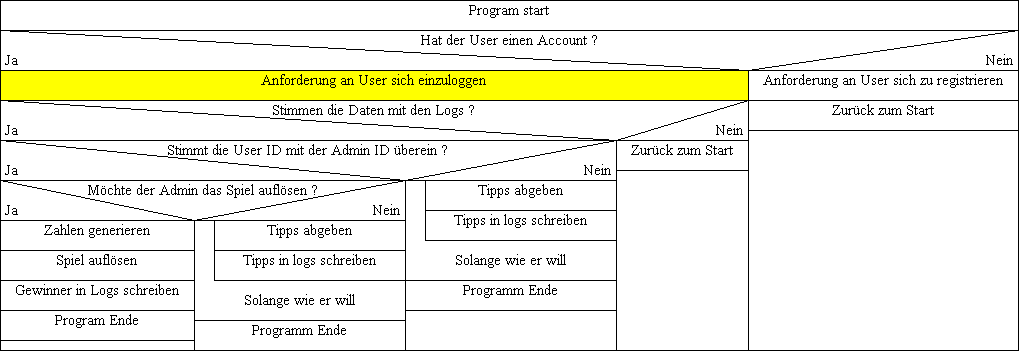 Program start
Hat der User einen Account ?
Ja
Nein
Anforderung an User sich einzuloggen
Anforderung an User sich zu registrieren
Stimmen die Daten mit den Logs ?
Ja
Nein
Zurück zum Start
Stimmt die User ID mit der Admin ID überein ?
Ja
Nein
Zurück zum Start
Möchte der Admin das Spiel auflösen ?
Ja
Nein
Tipps abgeben
Tipps in logs schreiben
Solange wie er will
Programm Ende
Zahlen generieren
Spiel auflösen
Gewinner in Logs schreiben
Program Ende
Tipps abgeben
Tipps in logs schreiben
Solange wie er will
Programm Ende